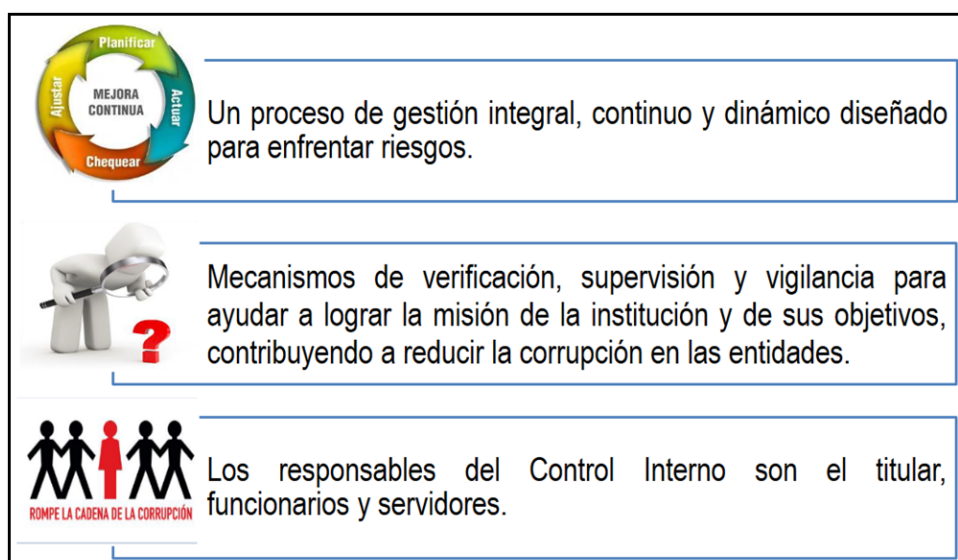 Planificar
Actuar
Chequear
Ajustar
MEJORA
CONTINUA
Un proceso de gestión integral, continuo y dinámico diseñado
para enfrentar riesgos.
?
Mecanismos de verificación, supervisión y vigilancia para
ayudar a lograr la misión de la institución y de sus objetivos,
contribuyendo a reducir la corrupción en las entidades.
ROMPE LA CADENA DE LA CORRUPCIÓN
Los responsables del Control Interno son el titular,
funcionarios y servidores.